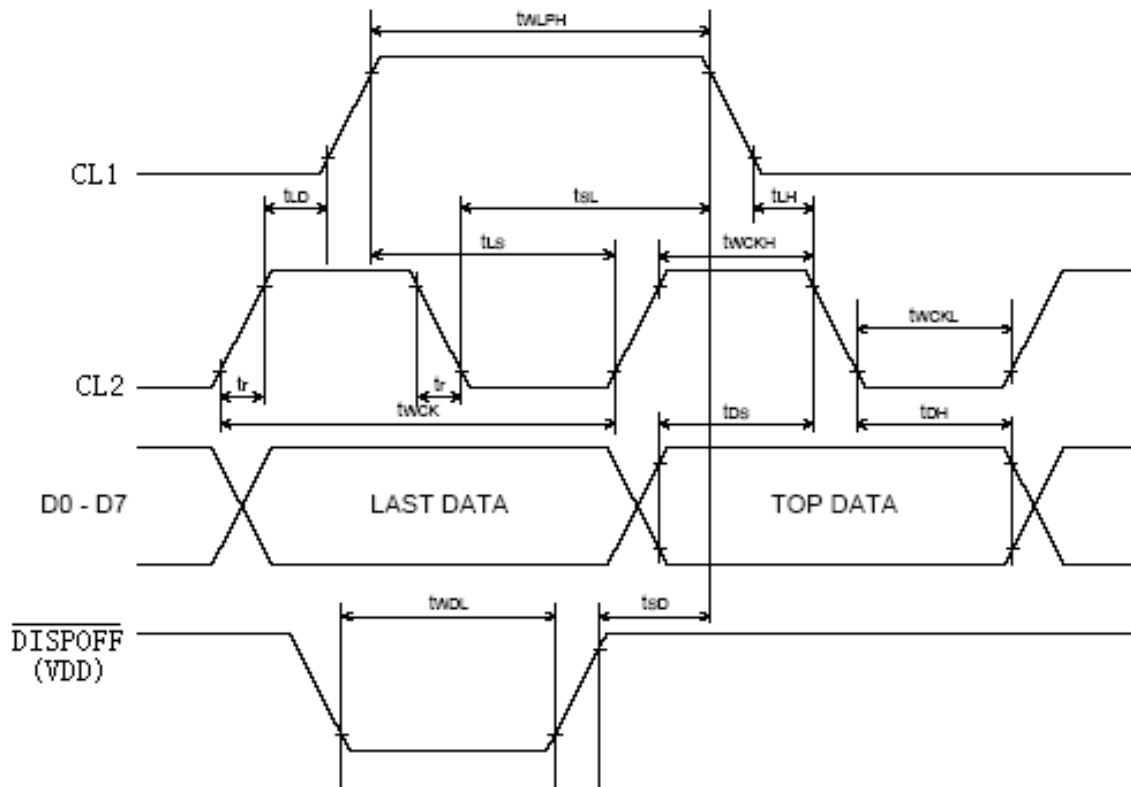 tWLPH
CL1
tLD
tSL
tLH
tLS
tWCKH
tWCKL
CL2
tr
tr
tWCK
tDS
tDH
D0 - D7
LAST DATA
TOP DATA
tWDL
tSD
DISPOFF
(VDD)